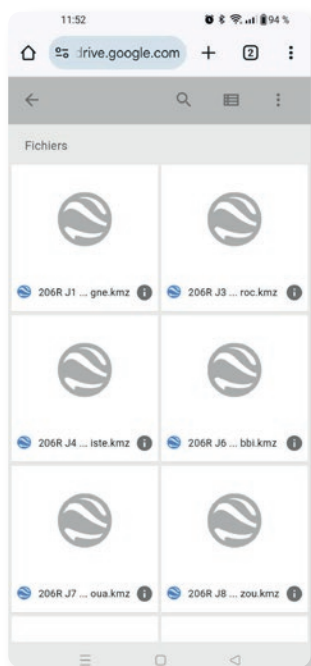 11:52 94 %
drive.google.com + 2
Fichiers
206R J1 ... gne.kmz 206R J3 ... roc.kmz
206R J4 ... iste.kmz 206R J6 ... bbi.kmz
206R J7 ... oua.kmz 206R J8 ... zou.kmz